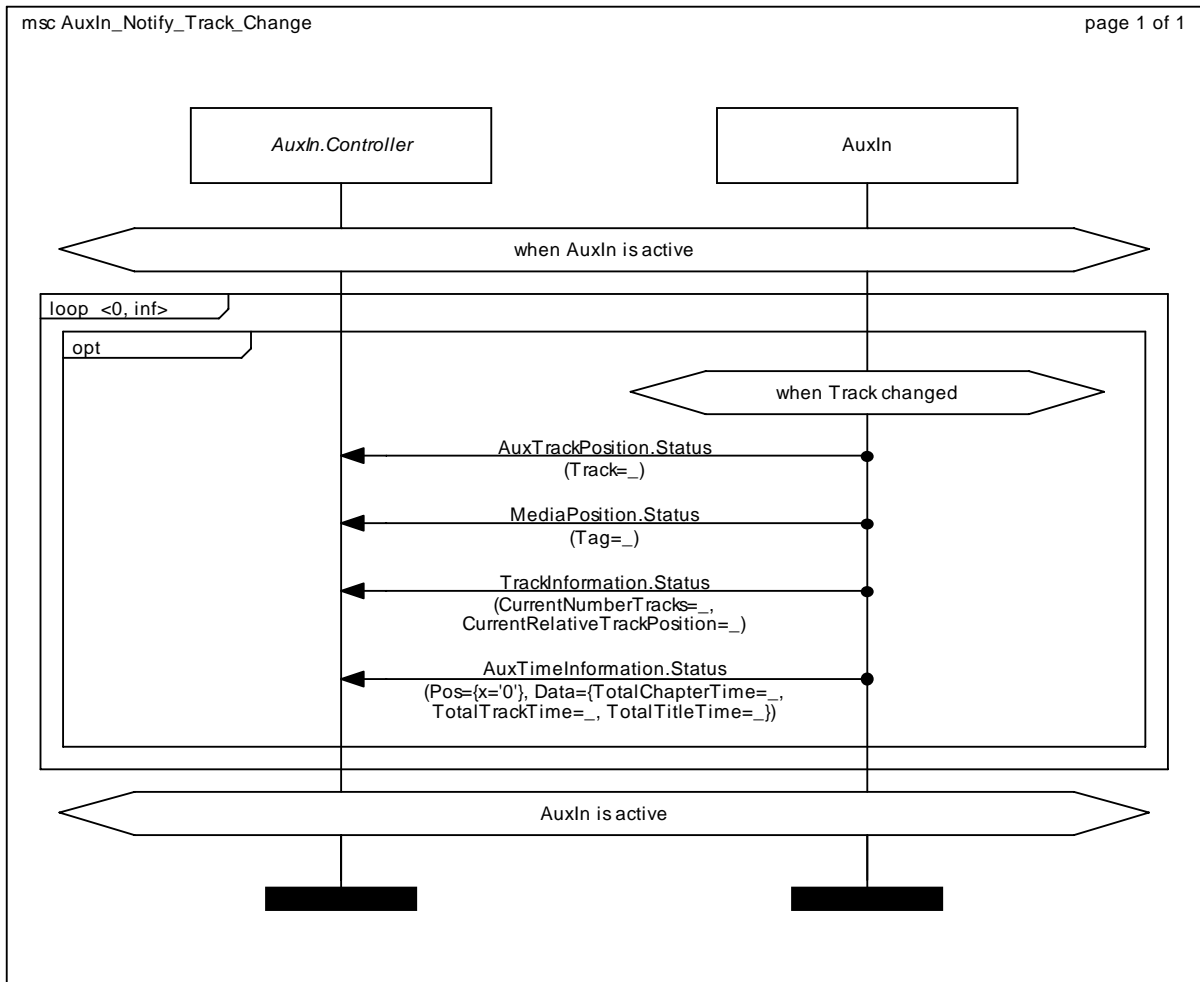 msc AuxIn_Notify_Track_Change
page 1 of 1
AuxIn.Controller
AuxIn
when AuxIn is active
loop <0, inf>
opt
when Track changed
AuxTrackPosition.Status
(Track=_)
MediaPosition.Status
(Tag=_)
TrackInformation.Status
(CurrentNumberTracks=_,
CurrentRelativeTrackPosition=_)
AuxTimeInformation.Status
(Pos={x='0'}, Data={TotalChapterTime=_,
TotalTrackTime=_, TotalTitleTime=_})
AuxIn is active